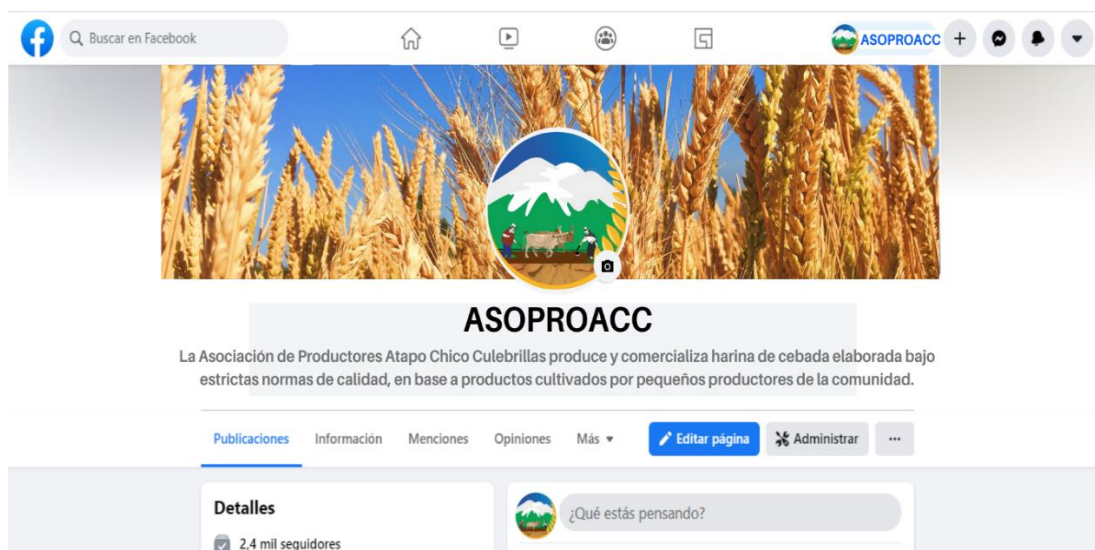 Buscar en Facebook
ASOPROACC
ASOPROACC
La Asociación de Productores Atapo Chico Culebrillas produce y comercializa harina de cebada elaborada bajo
estrictas normas de calidad, en base a productos cultivados por pequeños productores de la comunidad.
Publicaciones Información Menciones Opiniones Más Editar página Administrar
Detalles
¿Qué estás pensando?
2,4 mil seguidores